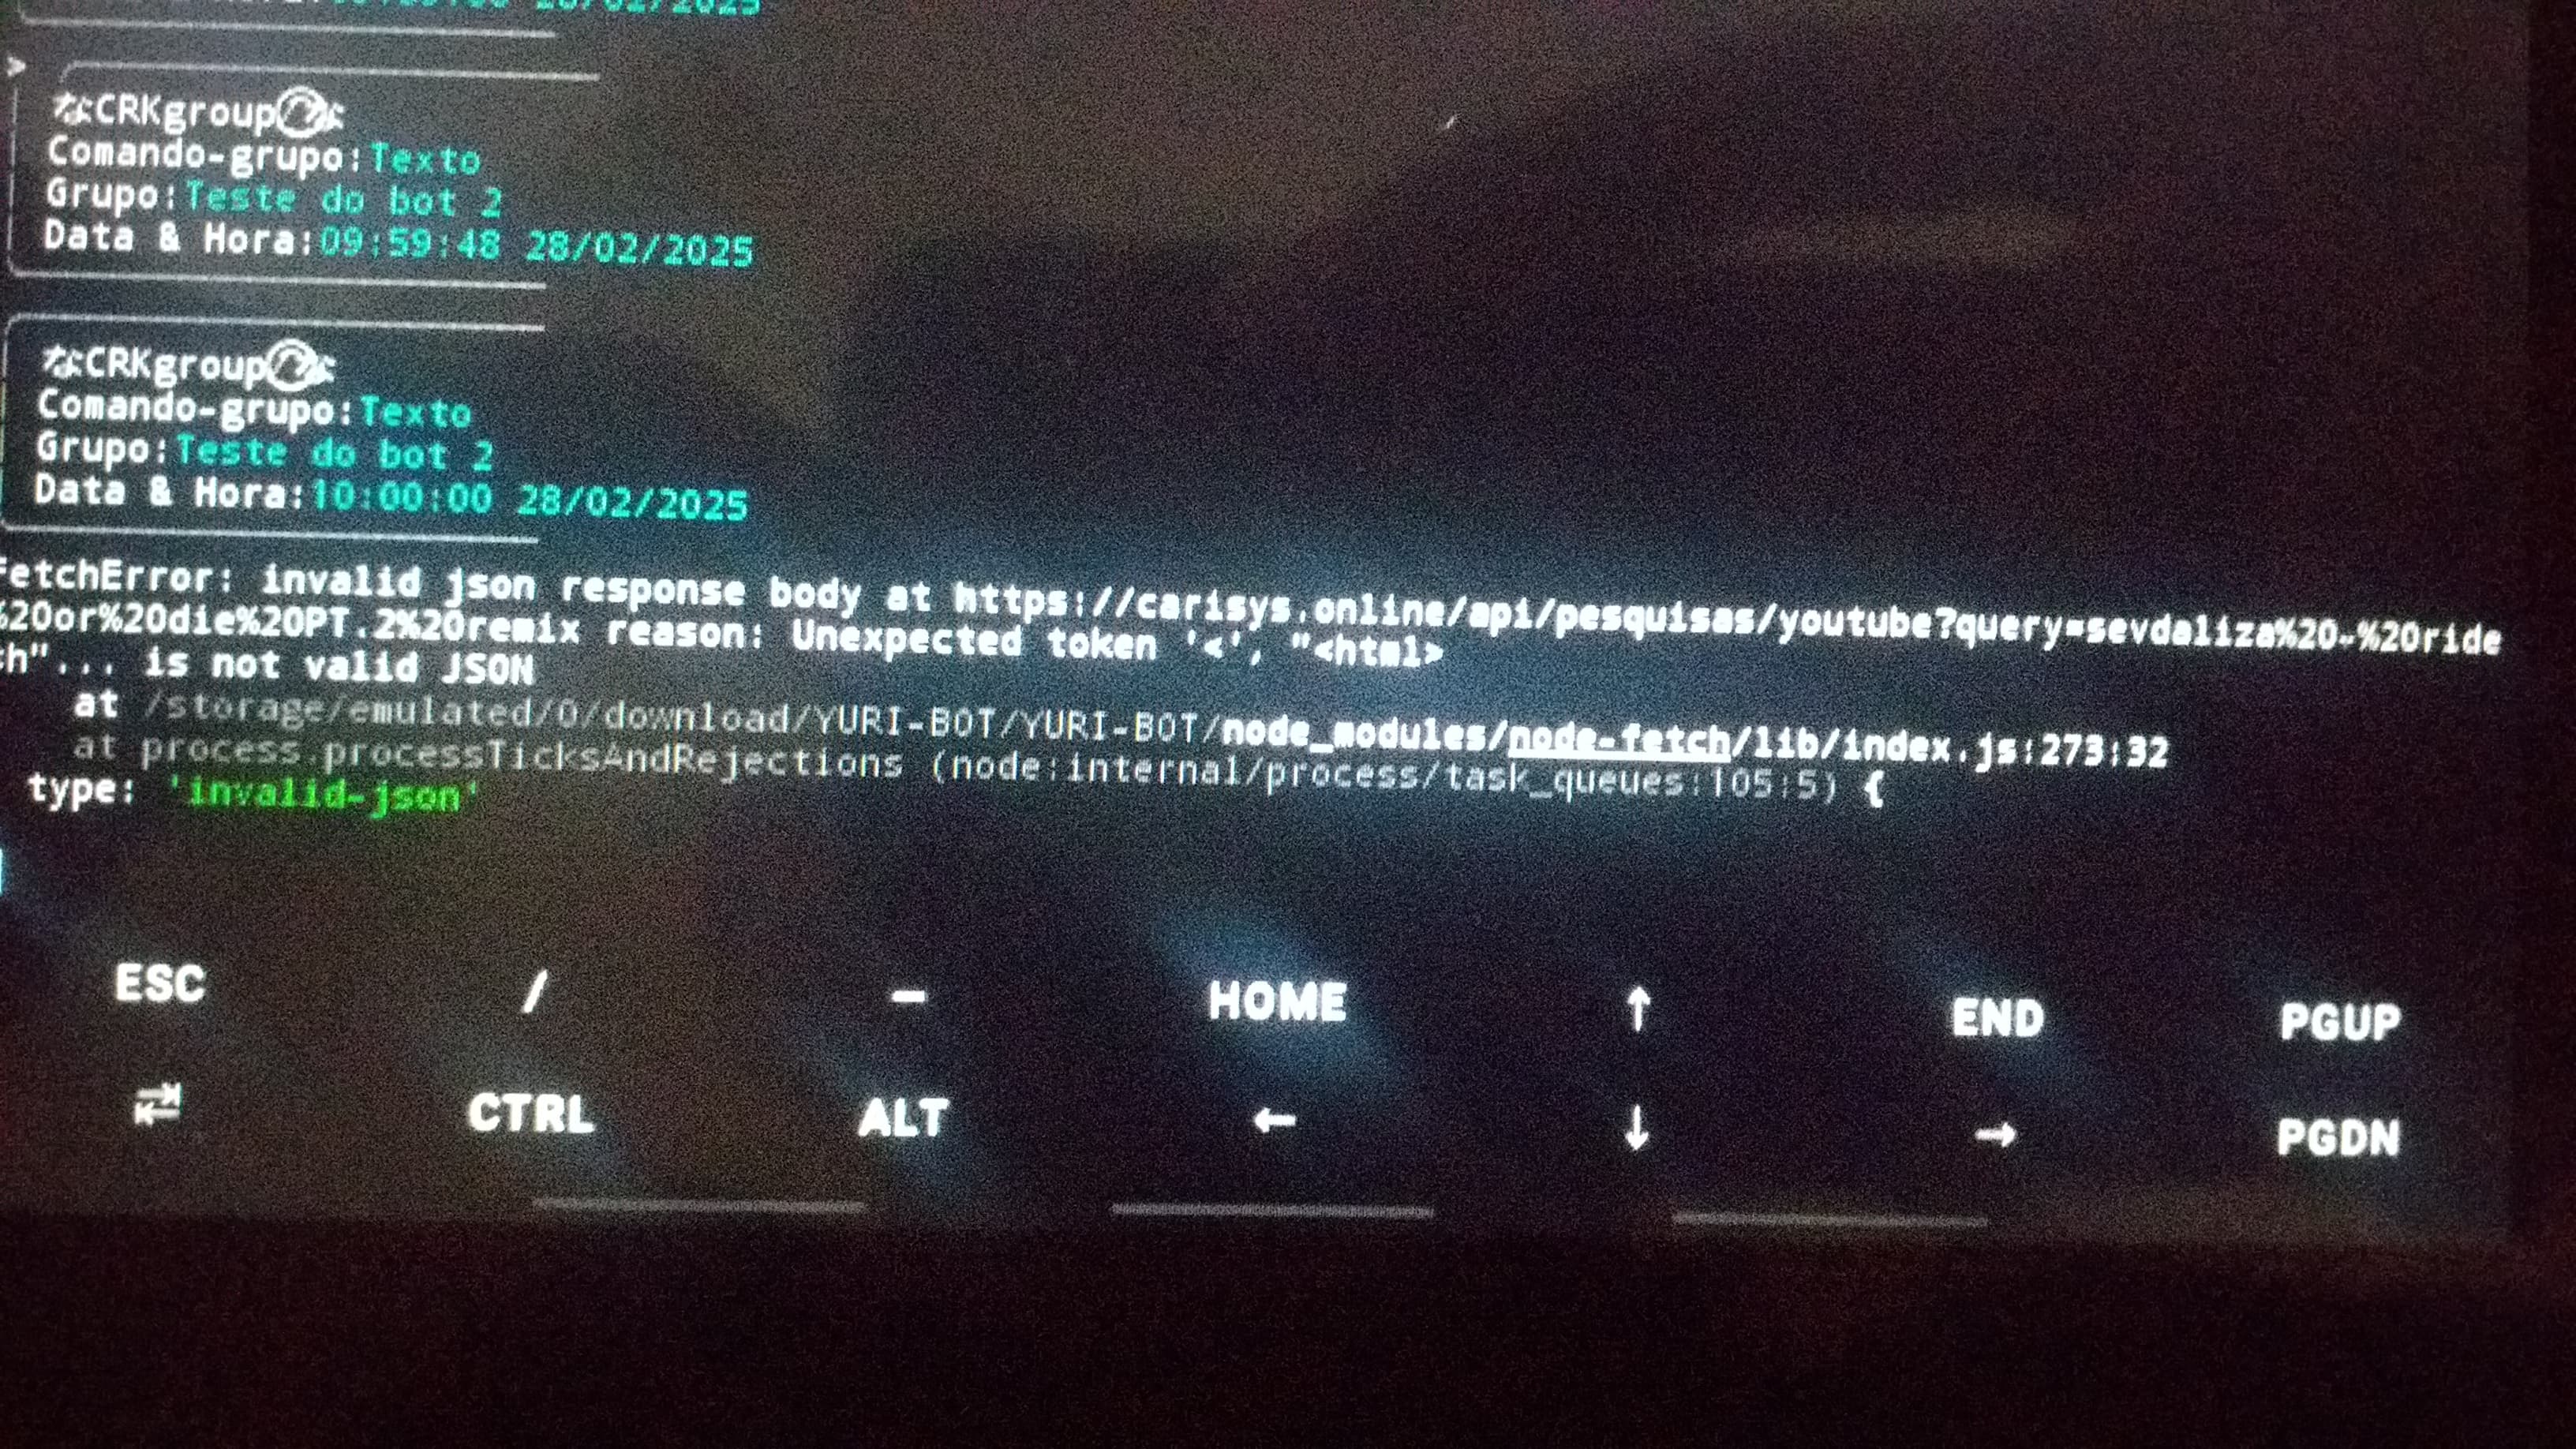 28/02/2025
>
なCRKgroup
Comando-grupo:Texto
Grupo:Teste do bot 2
Data & Hora:09:59:48 28/02/2025
なCRKgroup
Comando-grupo:Texto
Grupo:Teste do bot 2
Data & Hora:10:00:00 28/02/2025
FetchError: invalid json response body at https://carisys.online/api/pesquisas/youtube?query=sevdaliza%20-%20ride
%20or%20die%20PT.2%20remix reason: Unexpected token '<', "<html>
<h"... is not valid JSON
at /storage/emulated/0/download/YURI-BOT/YURI-BOT/node_modules/node-fetch/lib/index.js:273:32
at process.processTicksAndRejections (node:internal/process/task_queues:105:5) {
type: 'invalid-json'
ESC / — HOME ↑ END PGUP
CTRL ALT ← ↓ → PGDN